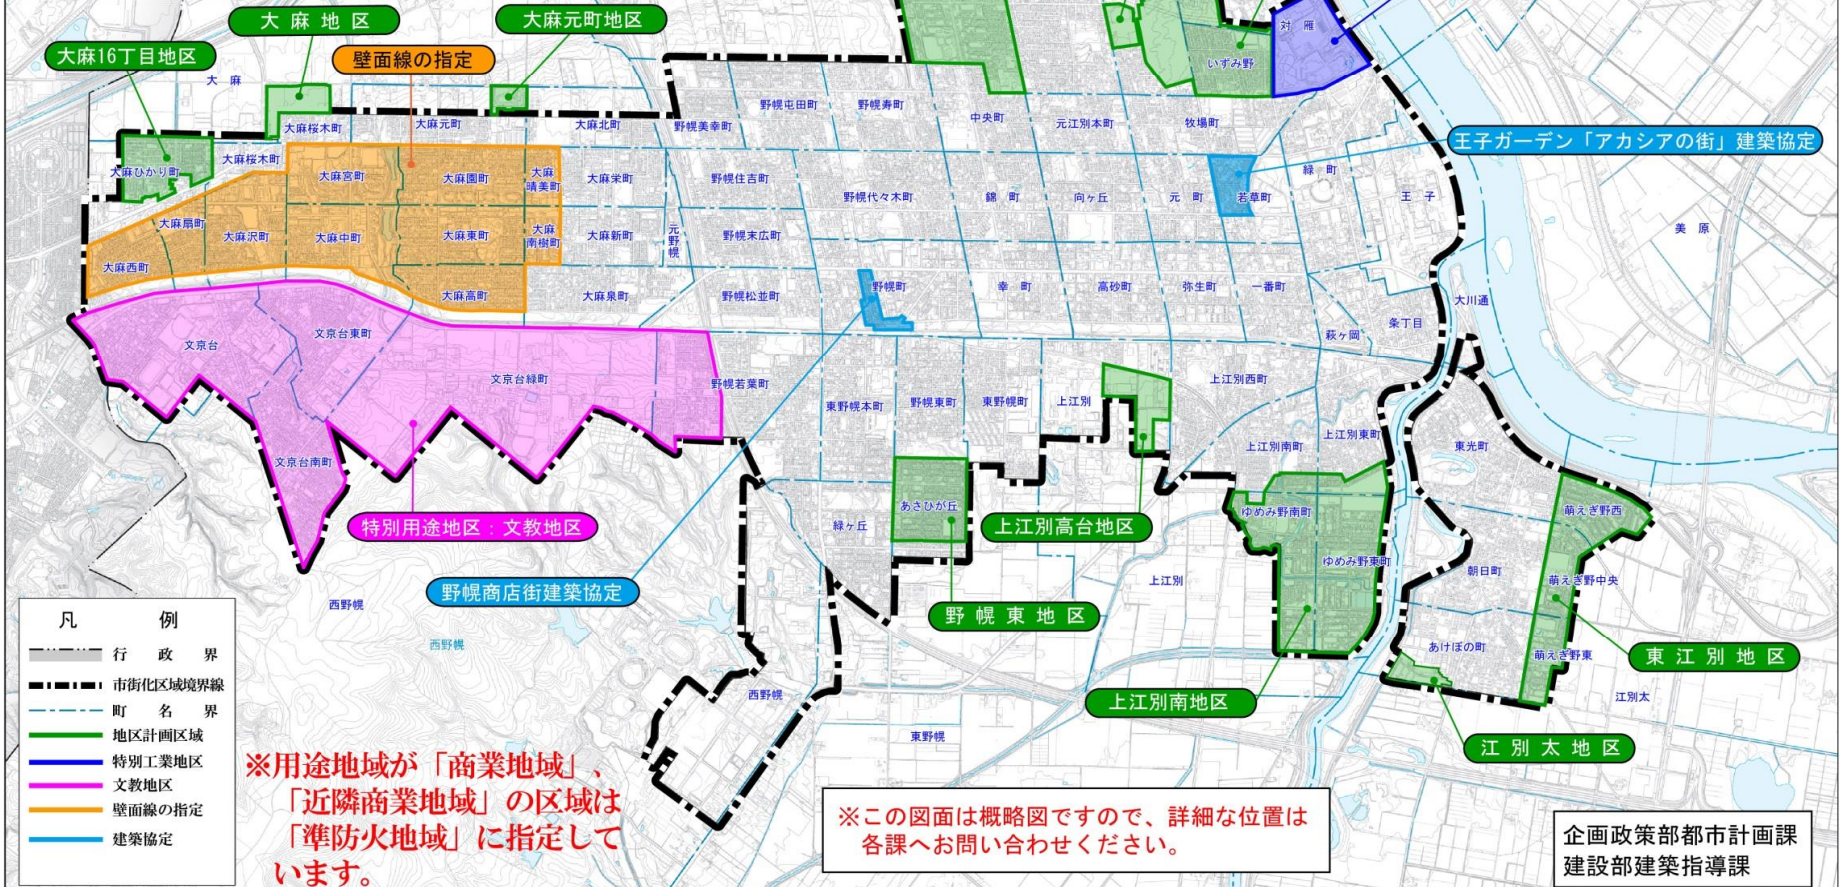 大麻地区
大麻元町地区
大麻16丁目地区
壁面線の指定
対雁
いずみ野
大麻
大麻桜木町
大麻元町
大麻北町
野幌美幸町
野幌屯田町
野幌寿町
中央町
元江別本町
牧場町
王子ガーデン「アカシアの街」建築協定
大麻ひかり町
大麻桜木町
大麻宮町
大麻園町
大麻
晴美町
大麻栄町
野幌住吉町
野幌代々木町
錦町
向ヶ丘
元町
若草町
緑町
王子
美原
大麻扇町
大麻沢町
大麻中町
大麻東町
大麻
南樹町
大麻新町
元野幌
野幌末広町
大麻西町
大麻高町
大麻泉町
野幌松並町
野幌町
幸町
高砂町
弥生町
一番町
大川通
条丁目
萩ヶ岡
文京台
文京台東町
文京台緑町
野幌若葉町
東野幌本町
野幌東町
東野幌町
上江別
上江別西町
上江別南町
上江別東町
東光町
文京台南町
特別用途地区：文教地区
緑ヶ丘
あさひが丘
上江別高台地区
ゆめみ野南町
萌えぎ野西
ゆめみ野東町
朝日町
萌えぎ野中央
野幌商店街建築協定
西野幌
西野幌
野幌東地区
上江別
あけぼの町
萌えぎ野東
東江別地区
西野幌
上江別南地区
江別太
東野幌
江別太地区
凡例
行政界
市街化区域境界線
町名界
地区計画区域
特別工業地区
文教地区
壁面線の指定
建築協定
※用途地域が「商業地域」、
「近隣商業地域」の区域は
「準防火地域」に指定して
います。
※この図面は概略図ですので、詳細な位置は
各課へお問い合わせください。
企画政策部都市計画課
建設部建築指導課